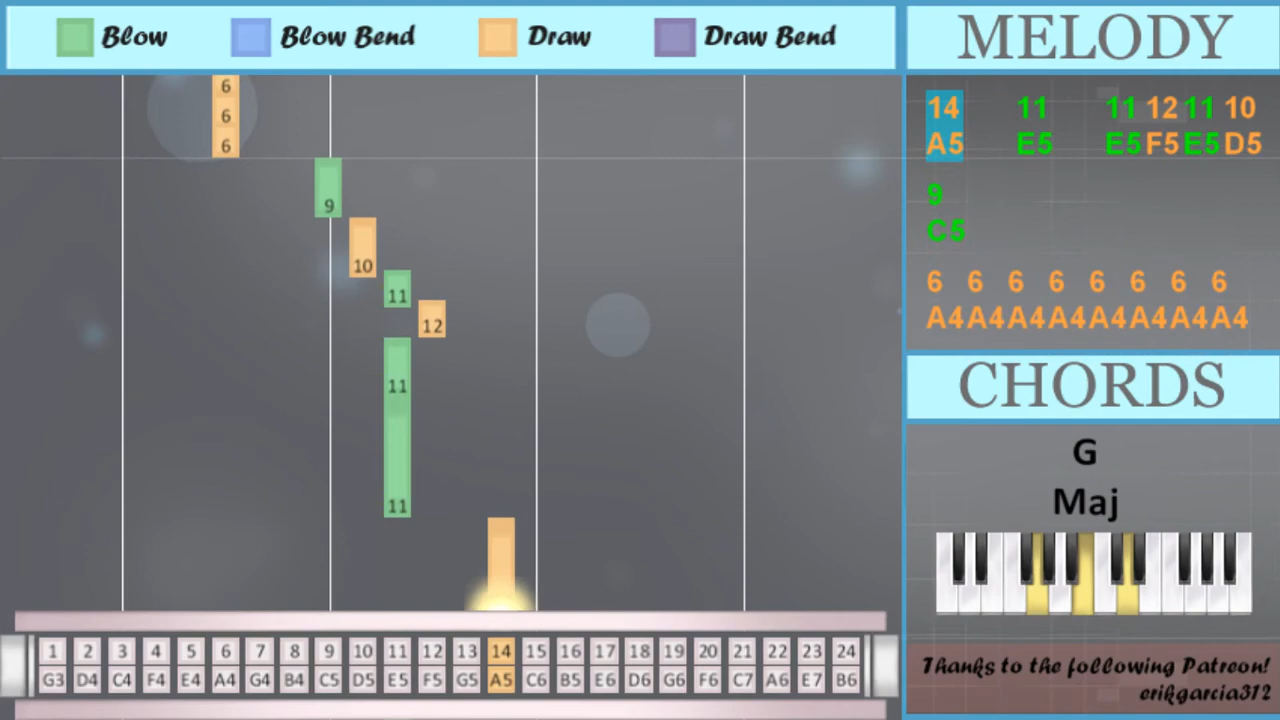 Blow Blow Bend Draw Draw Bend
MELODY
14 11 11 12 11 10
A5 E5 E5 F5 E5 D5
9
C5
6 6 6 6 6 6 6 6
A4 A4 A4 A4 A4 A4 A4 A4
CHORDS
G
Maj
Thanks to the following Patreon!
erikgarcia312
6
6
6
9
10
11
12
11
11
1 2 3 4 5 6 7 8 9 10 11 12 13 14 15 16 17 18 19 20 21 22 23 24
G3 D4 C4 F4 E4 A4 G4 B4 C5 D5 E5 F5 G5 A5 C6 B5 E6 D6 G6 F6 C7 A6 E7 B6